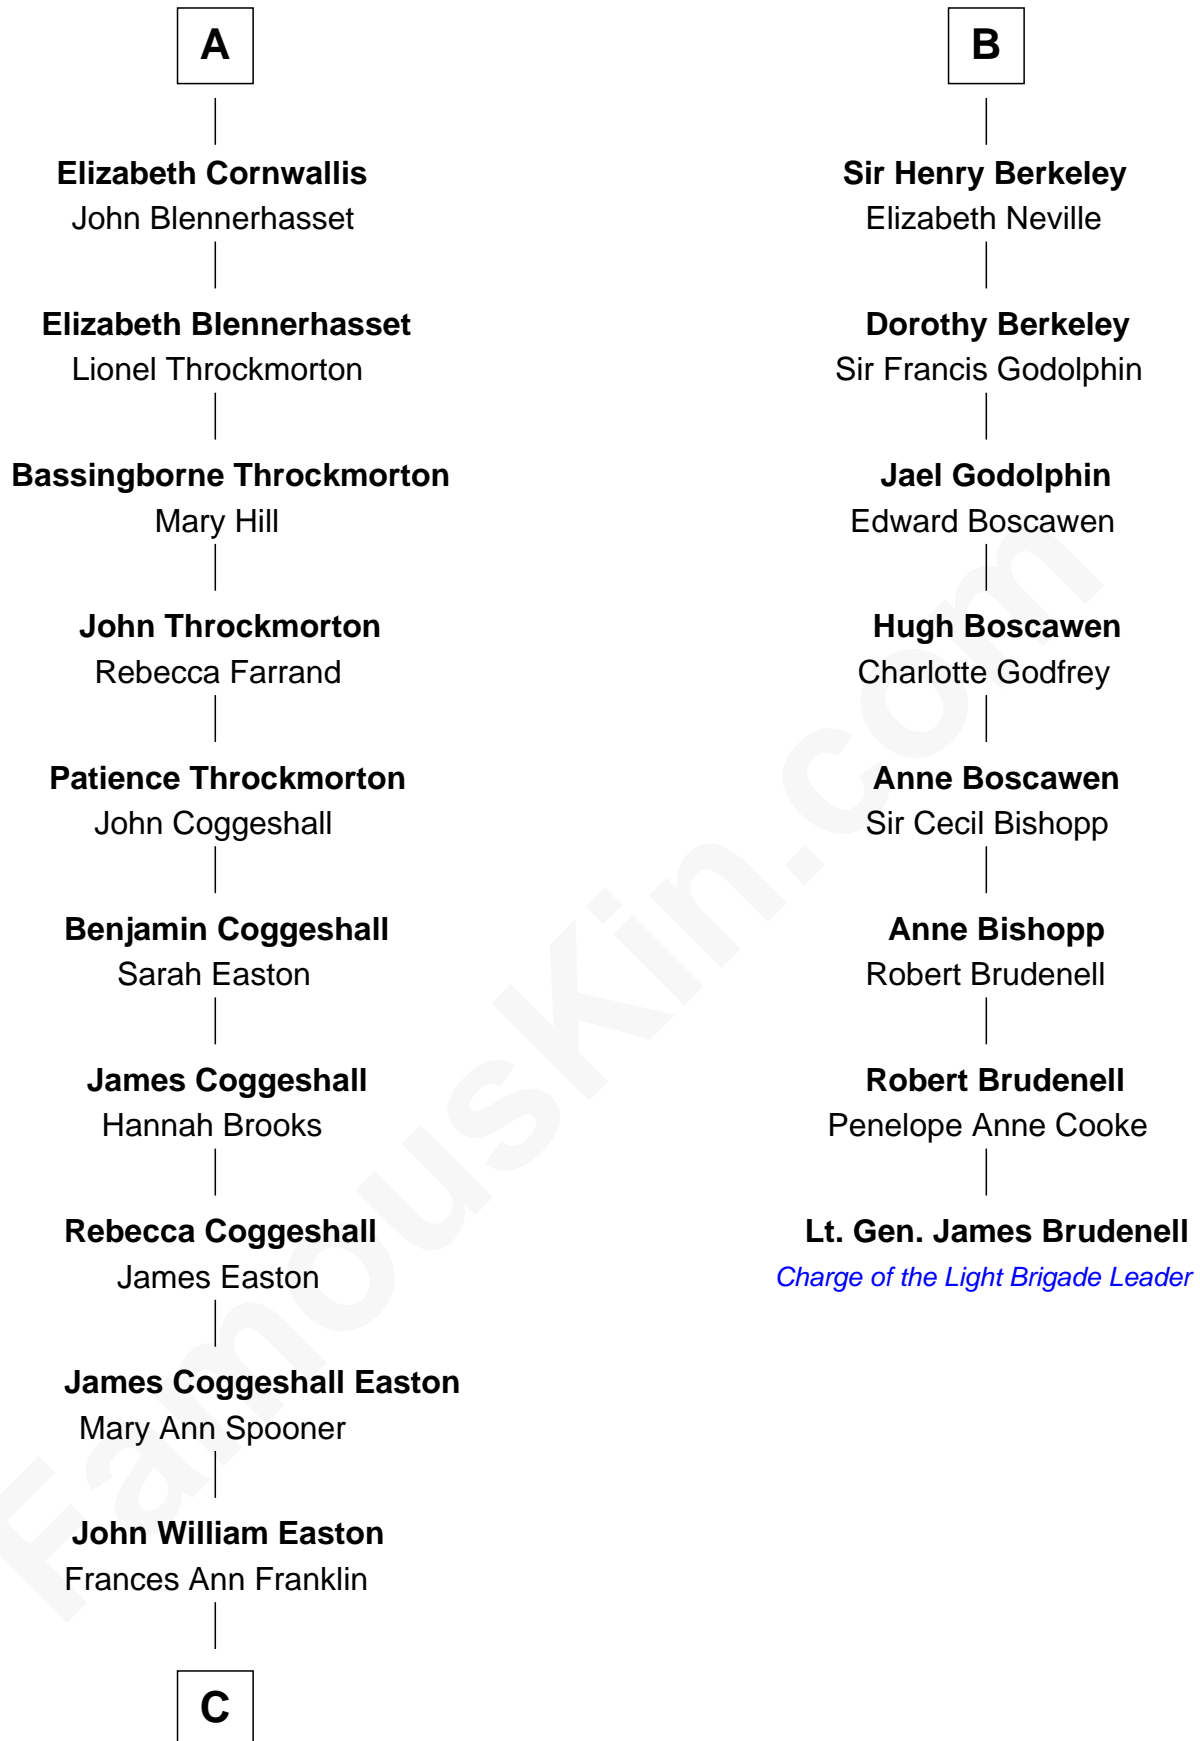 A
Elizabeth Cornwallis
John Blennerhasset
Elizabeth Blennerhasset
Lionel Throckmorton
Bassingborne Throckmorton
Mary Hill
John Throckmorton
Rebecca Farrand
Patience Throckmorton
John Coggeshall
Benjamin Coggeshall
Sarah Easton
James Coggeshall
Hannah Brooks
Rebecca Coggeshall
James Easton
James Coggeshall Easton
Mary Ann Spooner
John William Easton
Frances Ann Franklin
C
B
Sir Henry Berkeley
Elizabeth Neville
Dorothy Berkeley
Sir Francis Godolphin
Jael Godolphin
Edward Boscawen
Hugh Boscawen
Charlotte Godfrey
Anne Boscawen
Sir Cecil Bishopp
Anne Bishopp
Robert Brudenell
Robert Brudenell
Penelope Anne Cooke
Lt. Gen. James Brudenell
Charge of the Light Brigade Leader
FamousKin.com